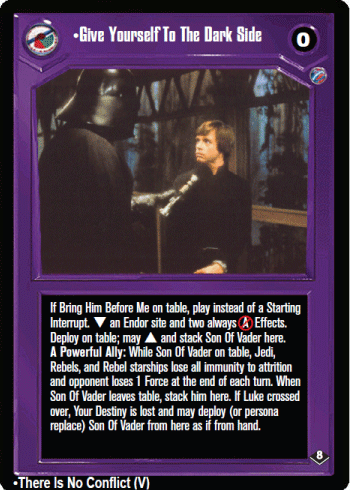 •Give Yourself To The Dark Side
0
If Bring Him Before Me on table, play instead of a Starting
Interrupt. ▼ an Endor site and two always Ⓐ Effects.
Deploy on table; may ▲ and stack Son Of Vader here.
A Powerful Ally: While Son Of Vader on table, Jedi,
Rebels, and Rebel starships lose all immunity to attrition
and opponent loses 1 Force at the end of each turn. When
Son Of Vader leaves table, stack him here. If Luke crossed
over, Your Destiny is lost and may deploy (or persona
replace) Son Of Vader from here as if from hand.
8
•There Is No Conflict (V)